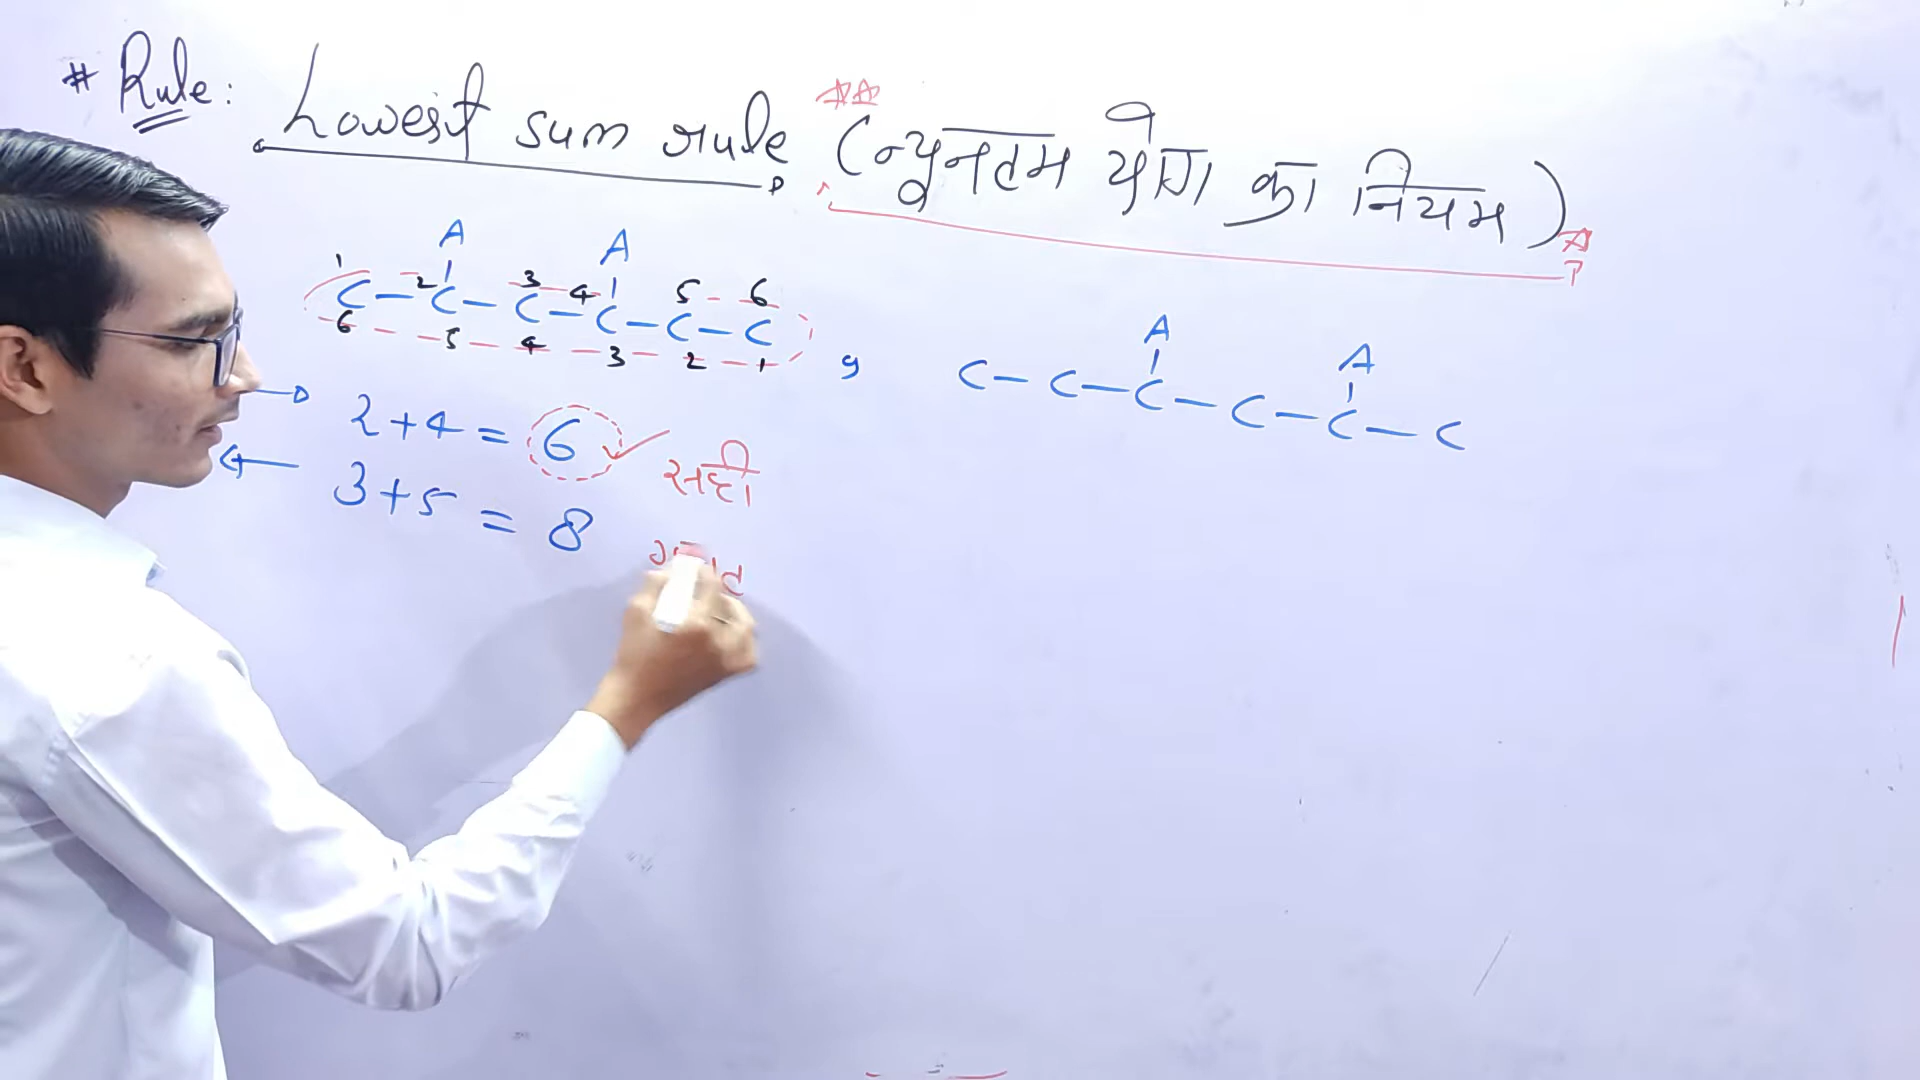 # Rule: Lowest sum rule (न्युनतम योग का नियम)
A A
1 2 3 4 5 6
C - C - C - C - C - C ,
6 5 4 3 2 1
A A
C - C - C - C - C - C
2 + 4 = 6 ✓ सही
3 + 5 = 8